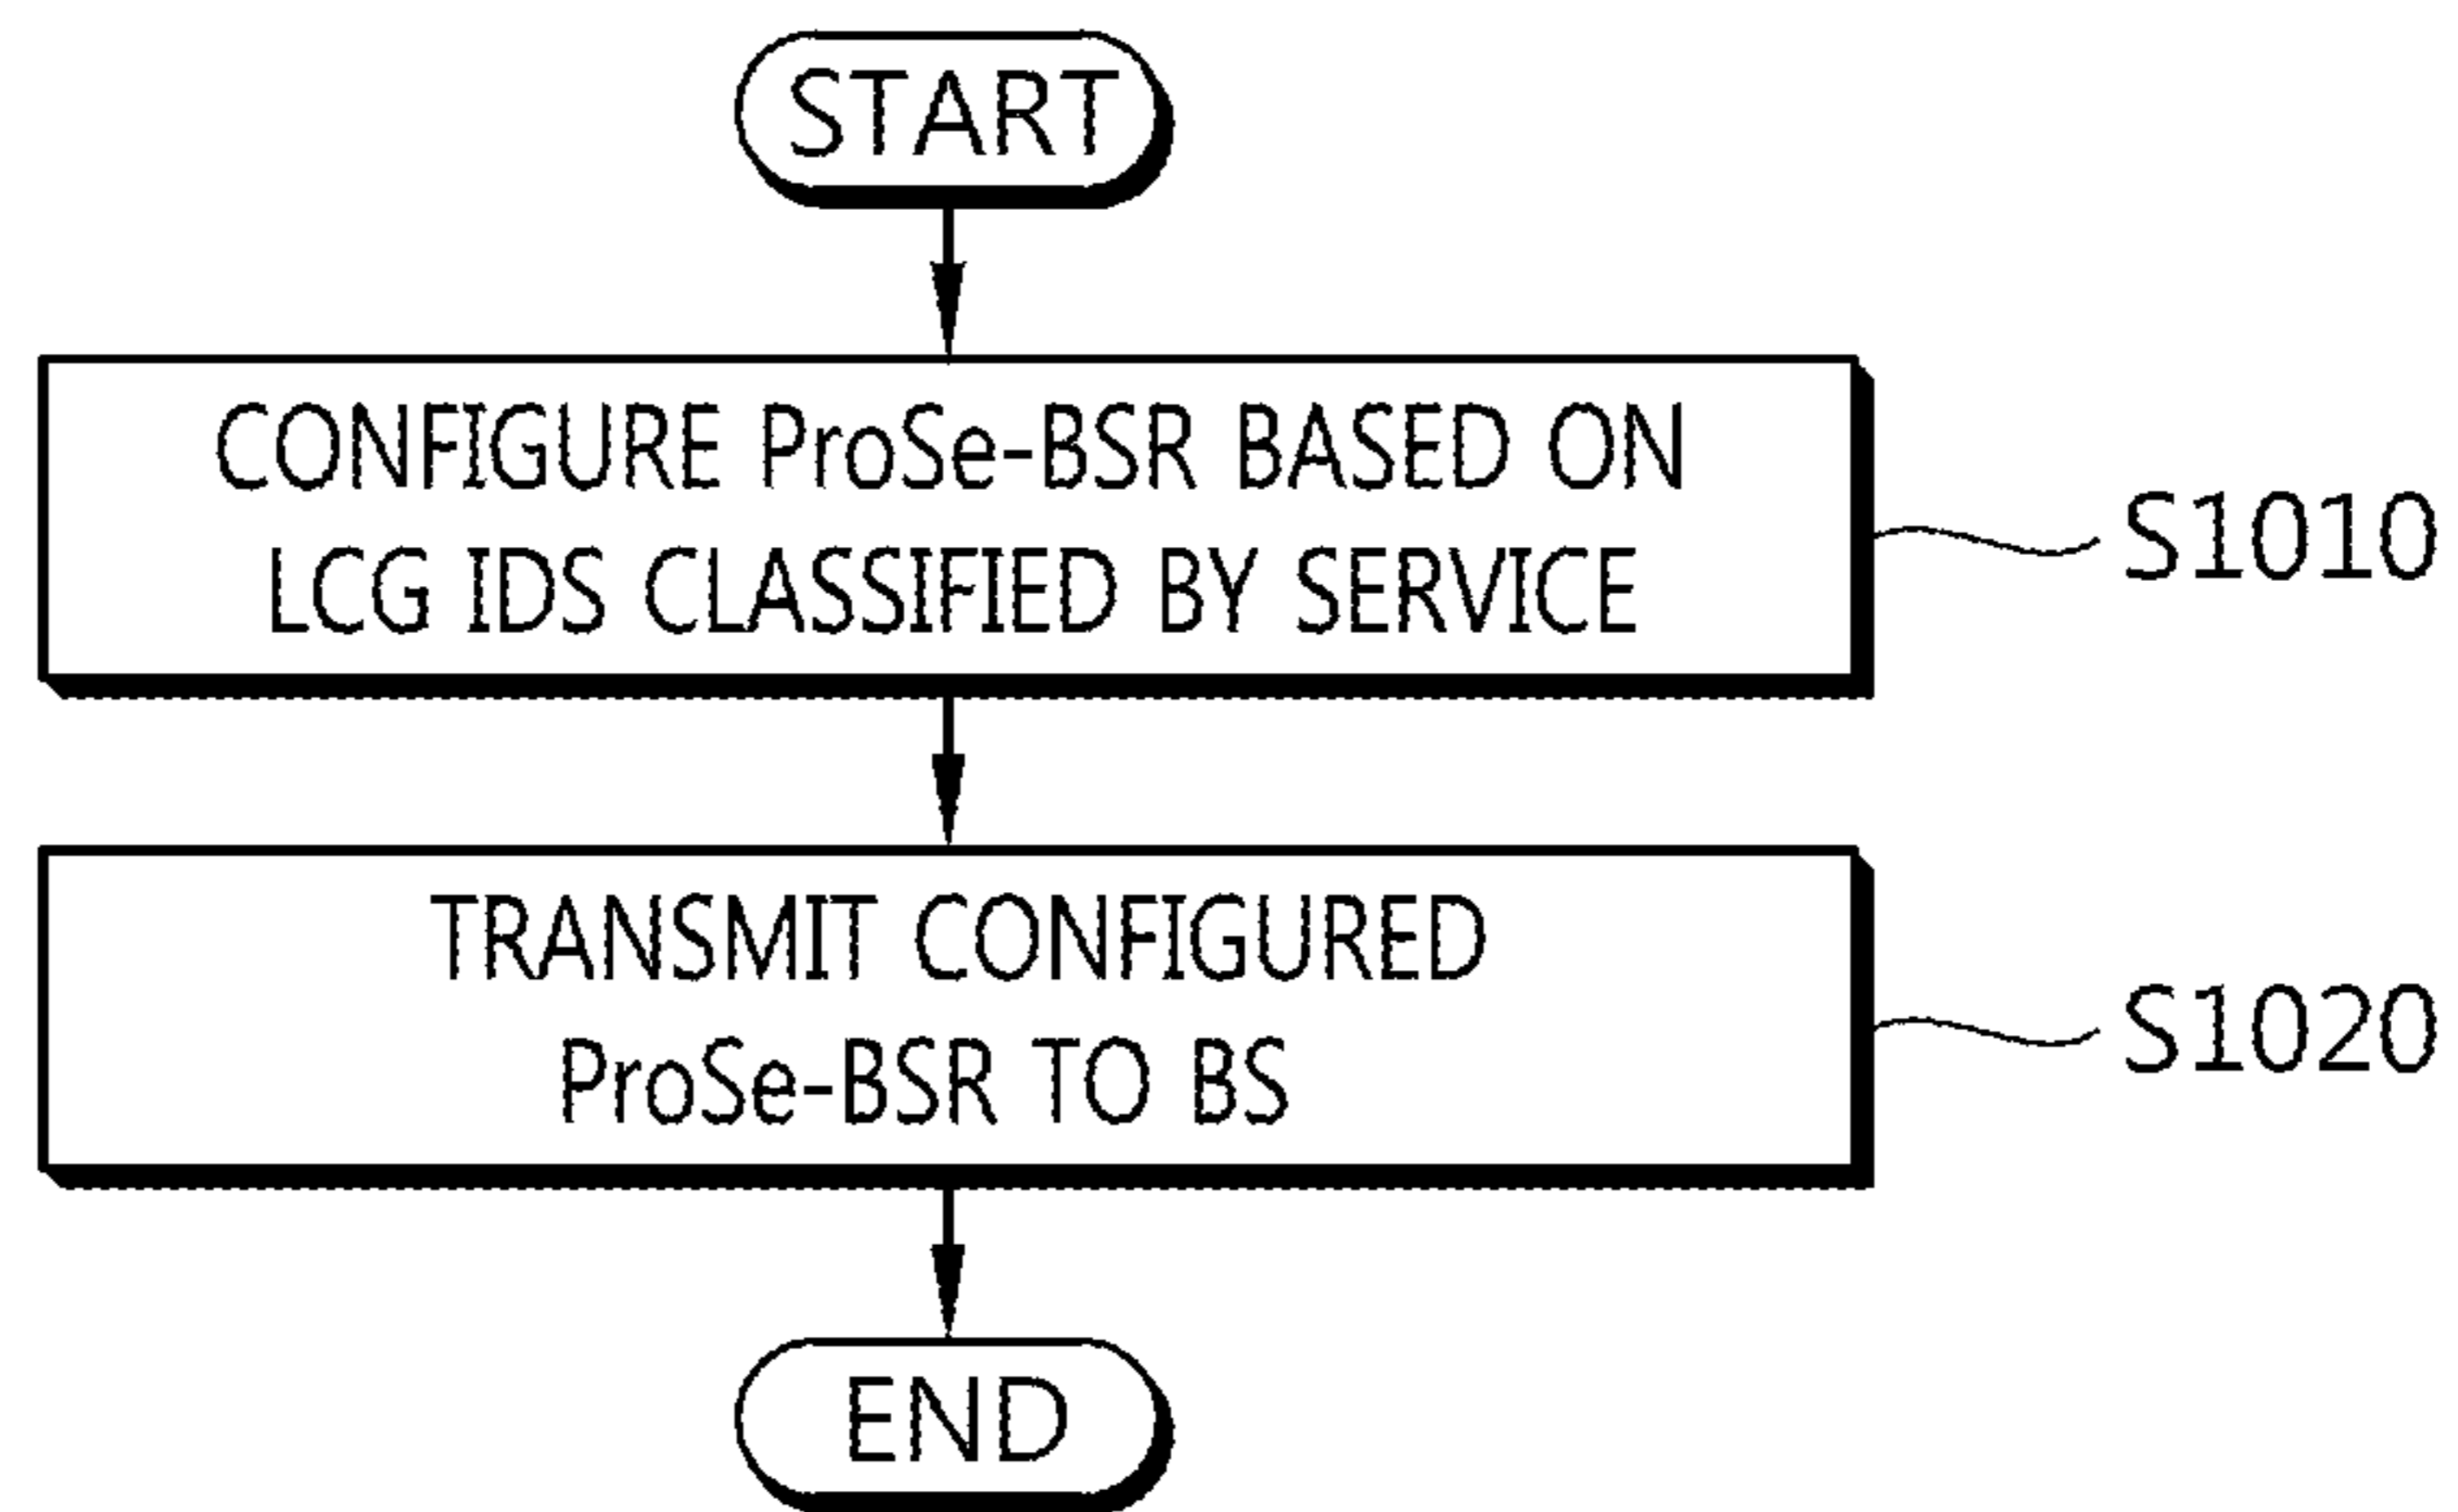 START
CONFIGURE ProSe-BSR BASED ON
LCG IDS CLASSIFIED BY SERVICE
S1010
TRANSMIT CONFIGURED
ProSe-BSR TO BS
S1020
END